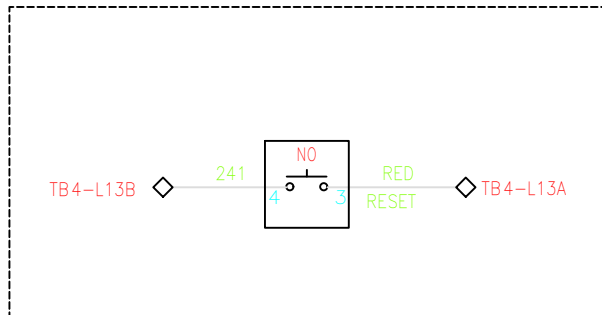 NO
241
RED
TB4-L13B
TB4-L13A
4
3
RESET